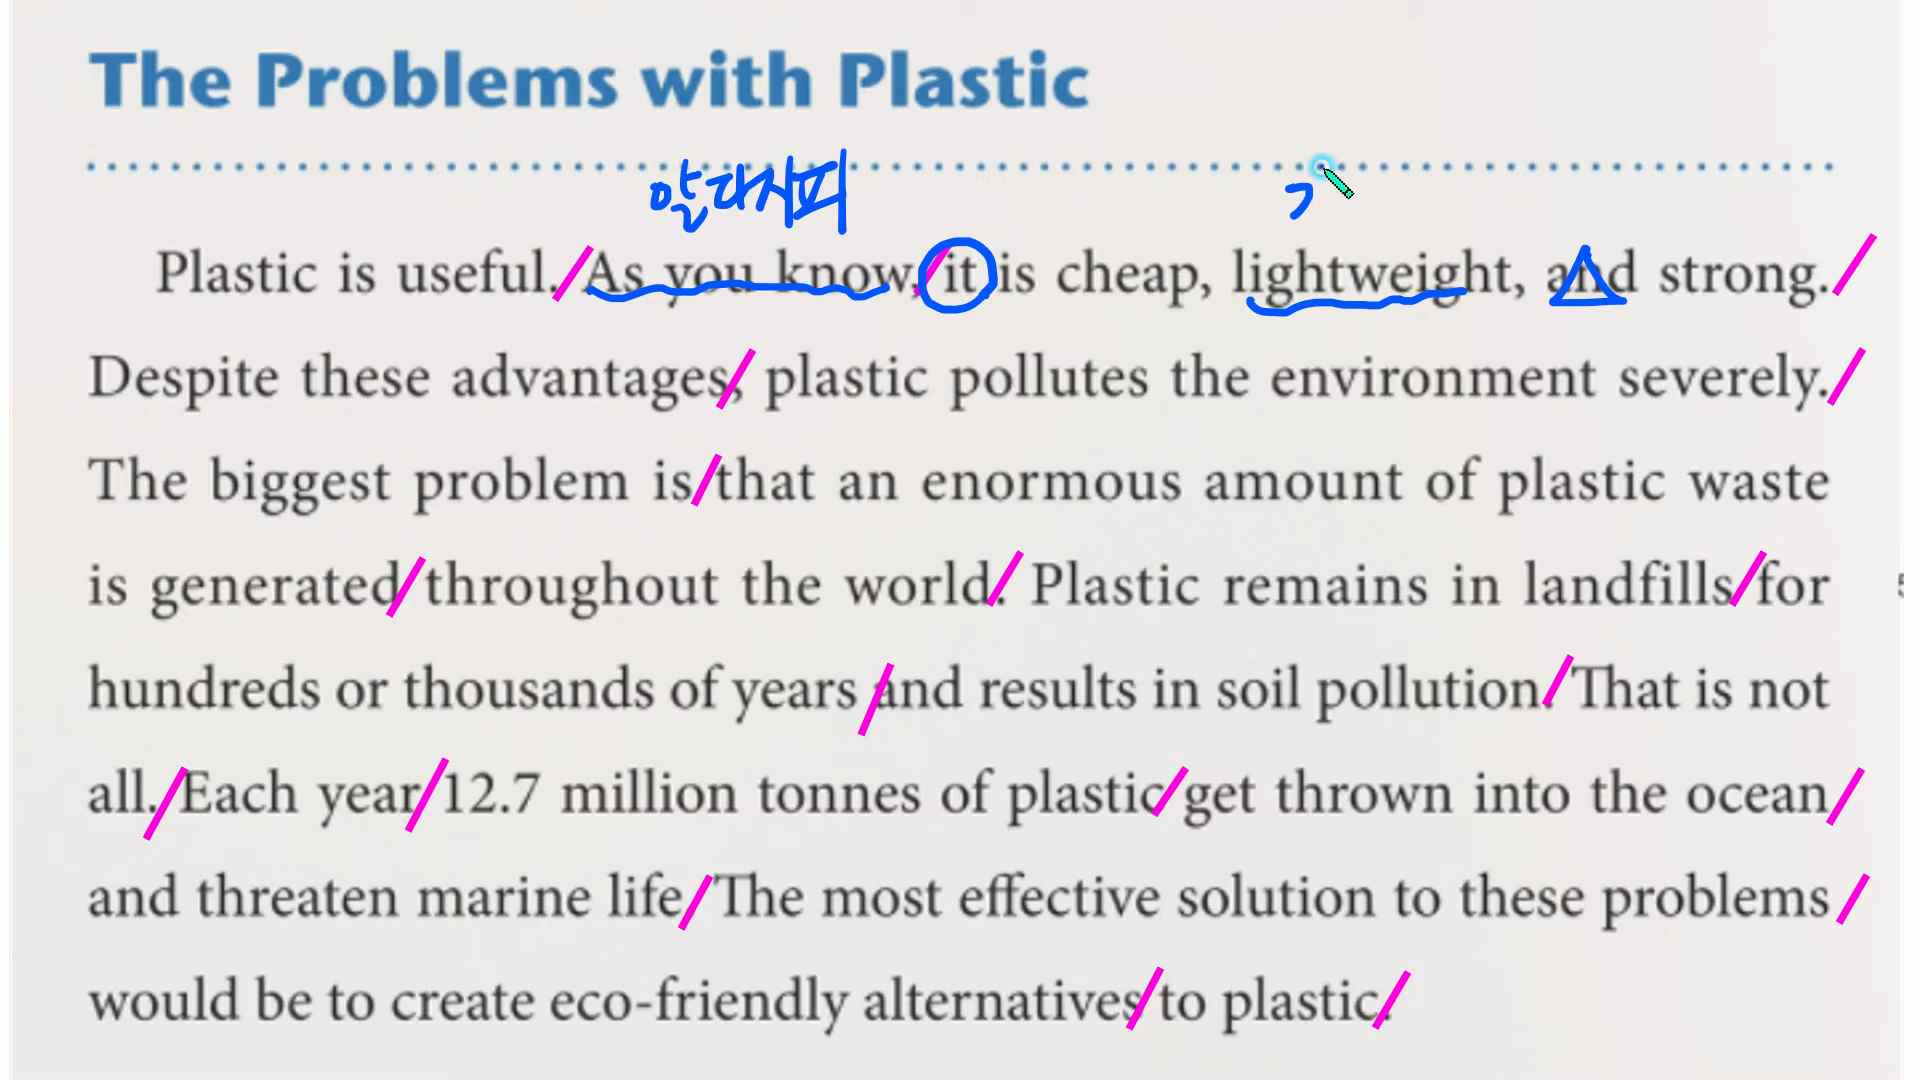 The Problems with Plastic
알다시피
Plastic is useful. As you know, it is cheap, lightweight, and strong.
Despite these advantages, plastic pollutes the environment severely.
The biggest problem is that an enormous amount of plastic waste
is generated throughout the world. Plastic remains in landfills for
hundreds or thousands of years and results in soil pollution. That is not
all. Each year 12.7 million tonnes of plastic get thrown into the ocean
and threaten marine life. The most effective solution to these problems
would be to create eco-friendly alternatives to plastic.